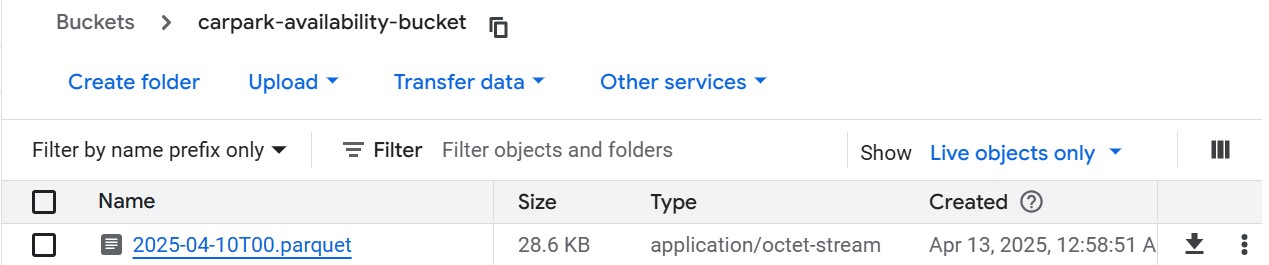 Buckets > carpark-availability-bucket
Create folder Upload Transfer data Other services
Filter by name prefix only Filter Filter objects and folders Show Live objects only
Name Size Type Created ?
2025-04-10T00.parquet 28.6 KB application/octet-stream Apr 13, 2025, 12:58:51 A